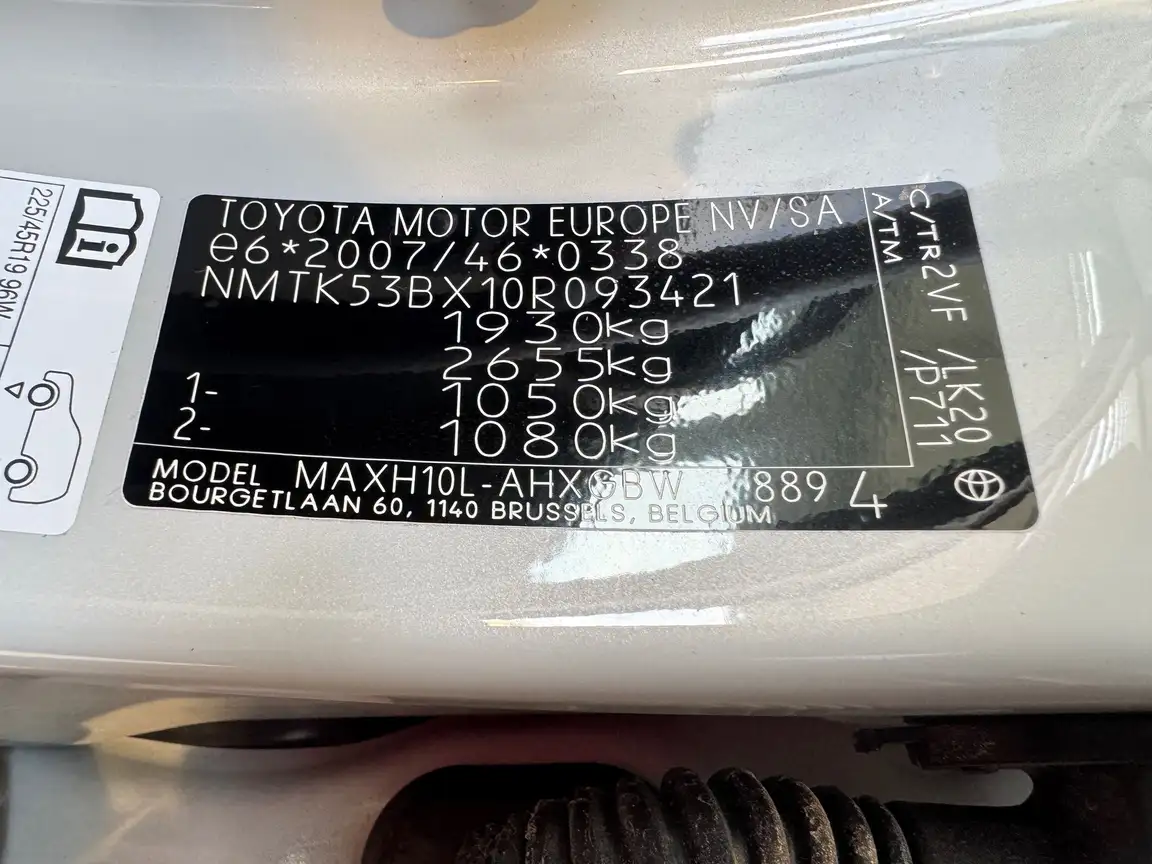 TOYOTA MOTOR EUROPE NV/SA
e6*2007/46*0338
NMTK53BX10R093421
1930kg
2655kg
1- 1050kg
2- 1080kg
MODEL MAXH10L-AHXGBW X889 4
BOURGETLAAN 60, 1140 BRUSSELS, BELGIUM
C/TR 2VF /LK20
A/TM /P711
225/45R19 96W
i